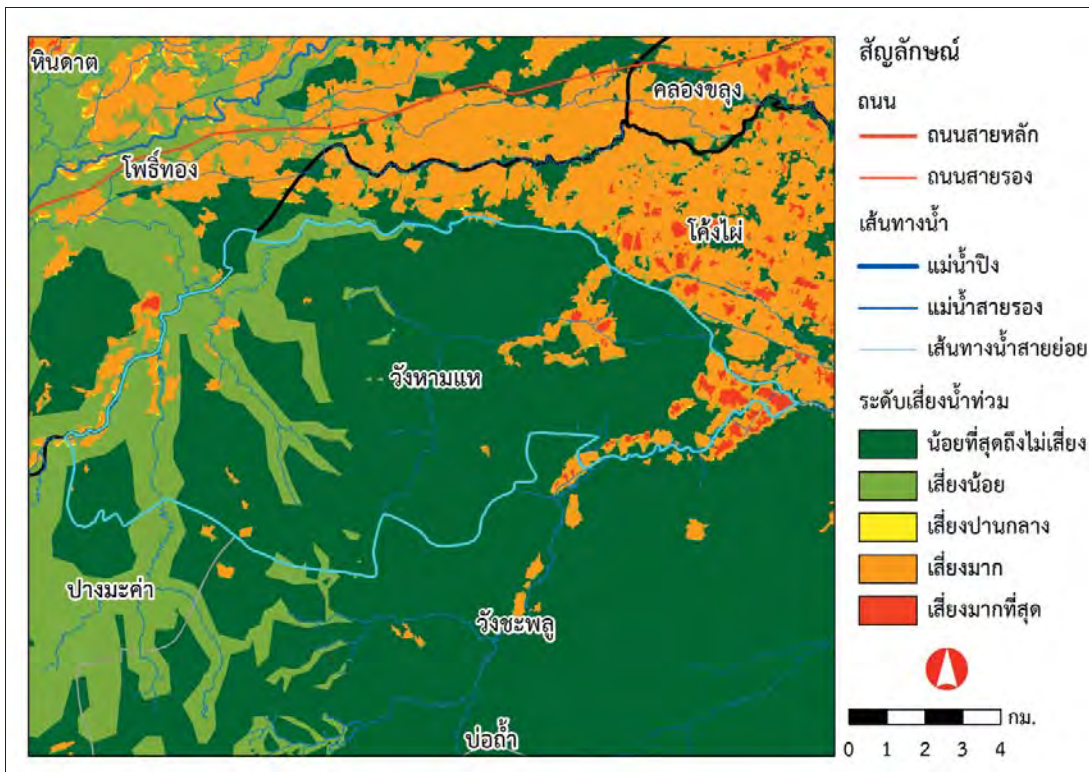 หินดาต
คลองขลุง
โพธิ์ทอง
โค้งไผ่
วังหามแห
ปางมะค่า
วังชะพลู
บ่อถ้ำ
สัญลักษณ์
ถนน
ถนนสายหลัก
ถนนสายรอง
เส้นทางน้ำ
แม่น้ำปิง
แม่น้ำสายรอง
เส้นทางน้ำสายย่อย
ระดับเสี่ยงน้ำท่วม
น้อยที่สุดถึงไม่เสี่ยง
เสี่ยงน้อย
เสี่ยงปานกลาง
เสี่ยงมาก
เสี่ยงมากที่สุด
กม.
0 1 2 3 4